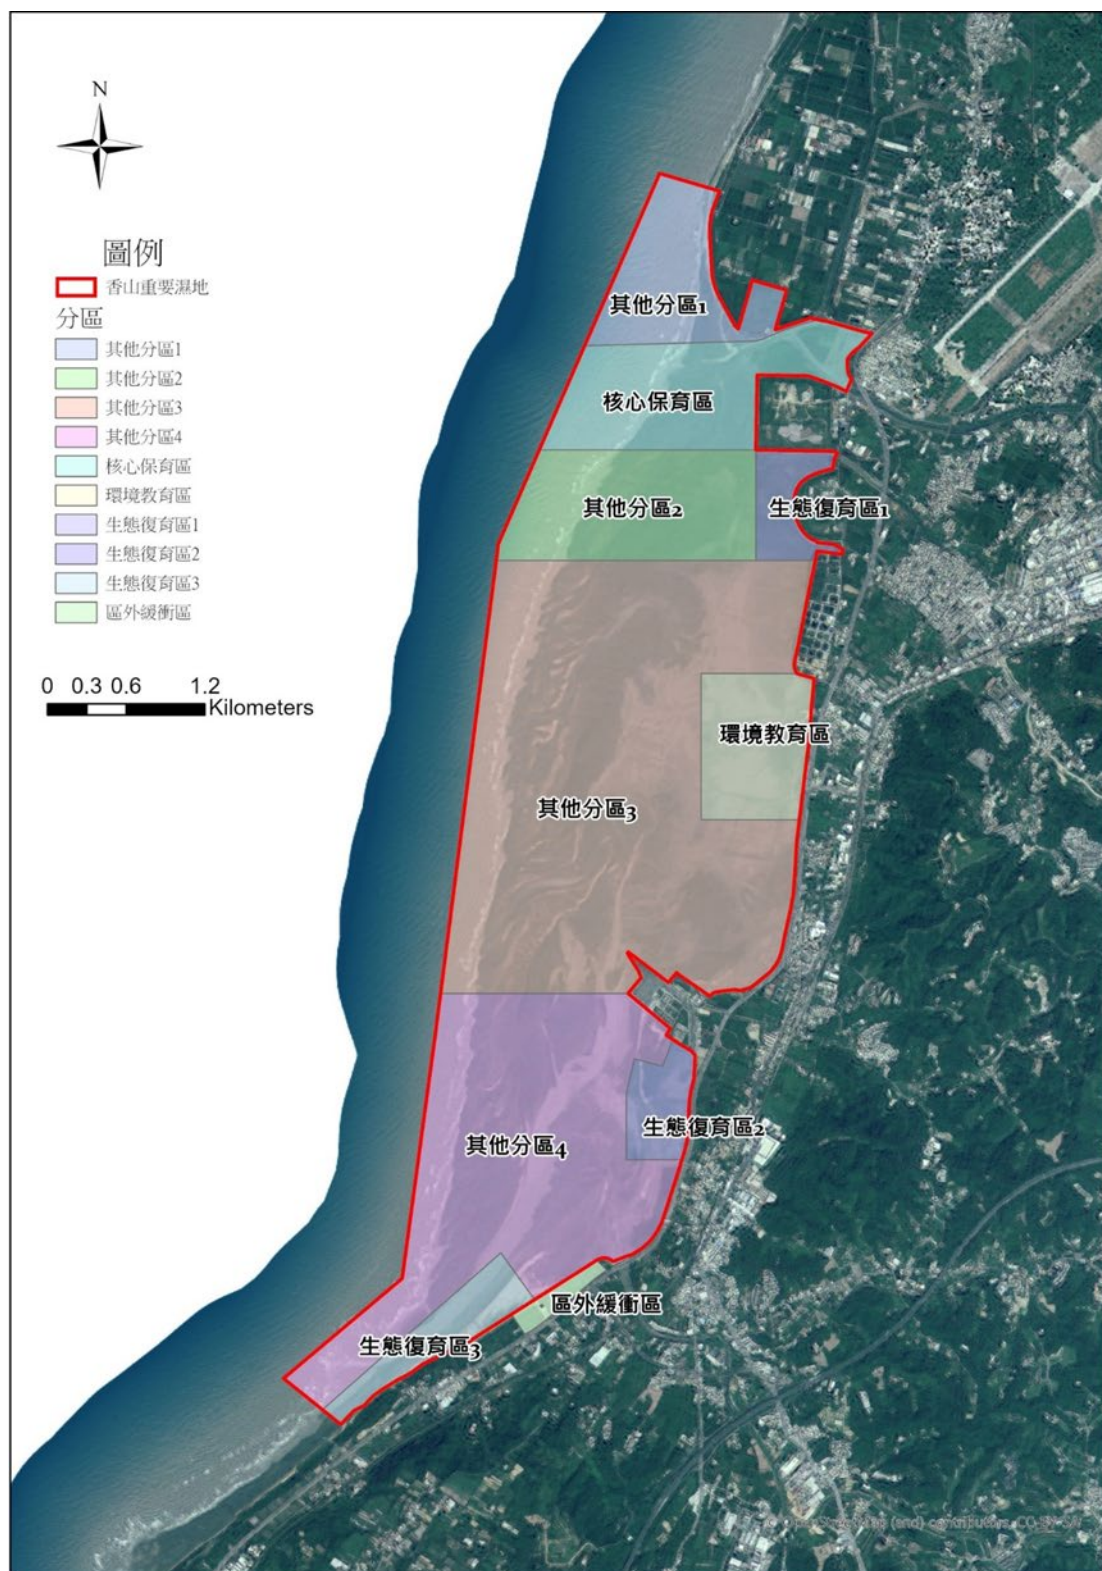 N
圖例
香山重要濕地
分區
其他分區1
其他分區2
其他分區3
其他分區4
核心保育區
環境教育區
生態復育區1
生態復育區2
生態復育區3
區外緩衝區
0 0.3 0.6 1.2
Kilometers
其他分區1
核心保育區
其他分區2
生態復育區1
環境教育區
其他分區3
生態復育區2
其他分區4
區外緩衝區
生態復育區3
OpenStreetMap (and) contributors, CC-BY-SA